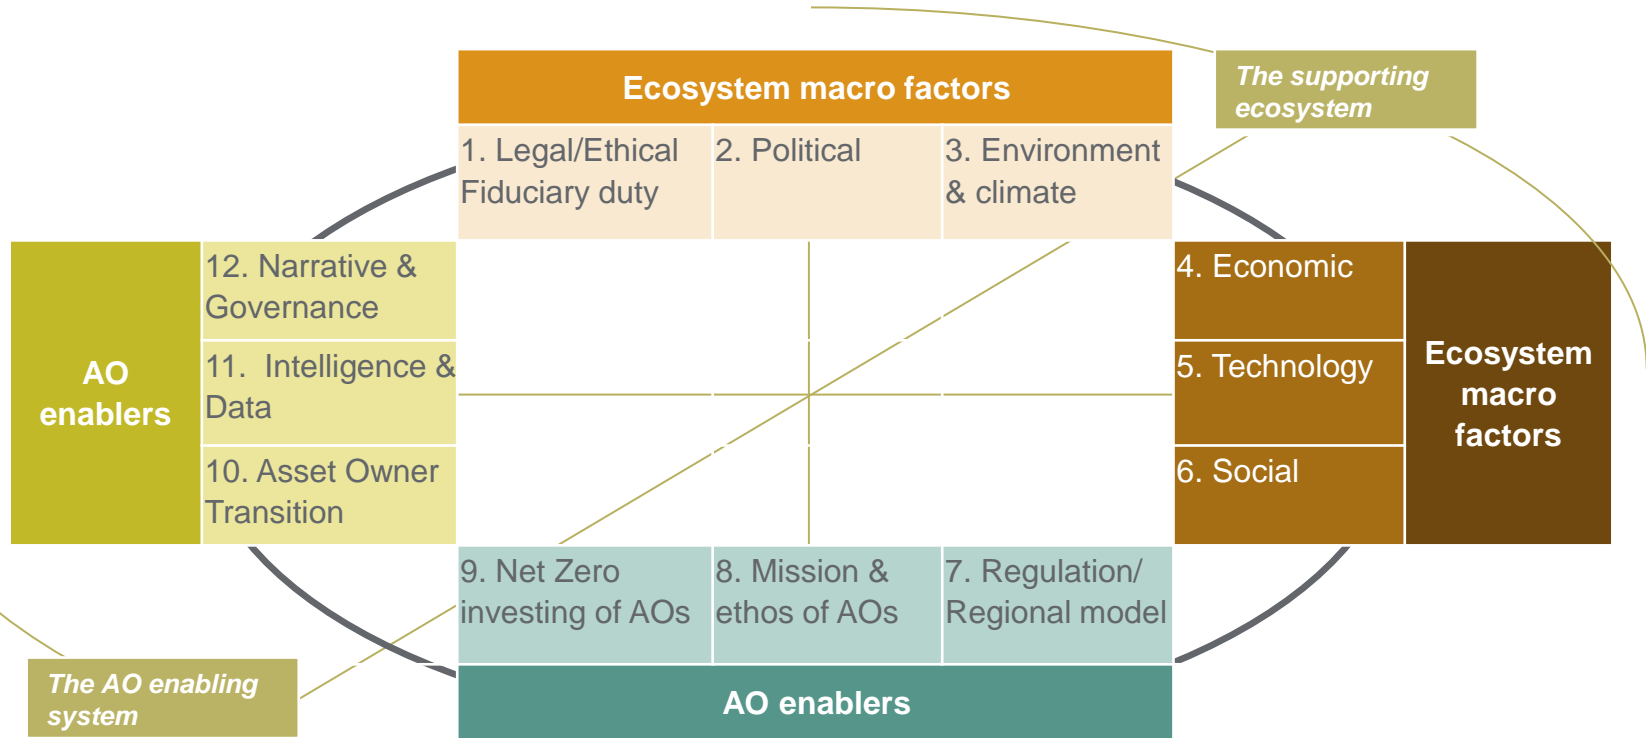 Ecosystem macro factors
The supporting
ecosystem
1. Legal/Ethical
Fiduciary duty
2. Political
3. Environment
& climate
12. Narrative &
Governance
11. Intelligence &
Data
10. Asset Owner
Transition
AO
enablers
4. Economic
5. Technology
6. Social
Ecosystem
macro
factors
9. Net Zero
investing of AOs
8. Mission &
ethos of AOs
7. Regulation/
Regional model
The AO enabling
system
AO enablers